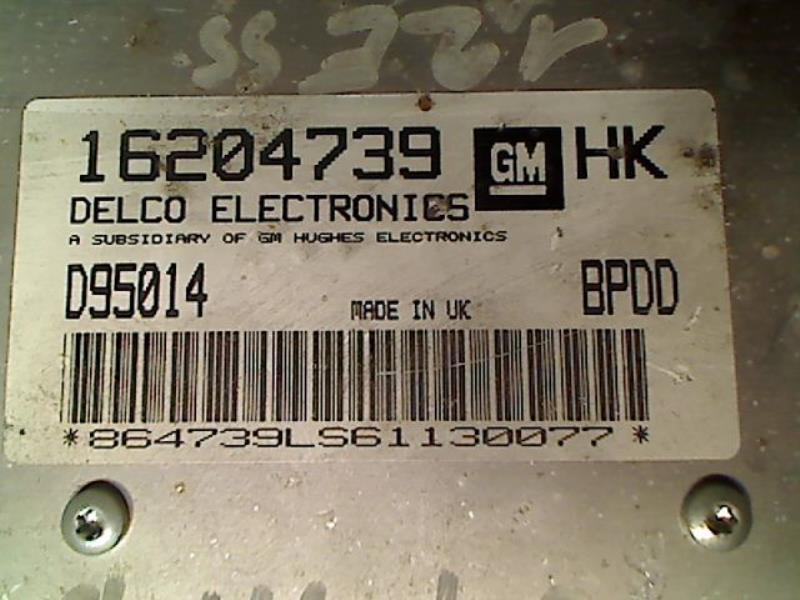 16204739 GM HK
DELCO ELECTRONICS
A SUBSIDIARY OF GM HUGHES ELECTRONICS
D95014 MADE IN UK BPDD
*864739LS61130077*